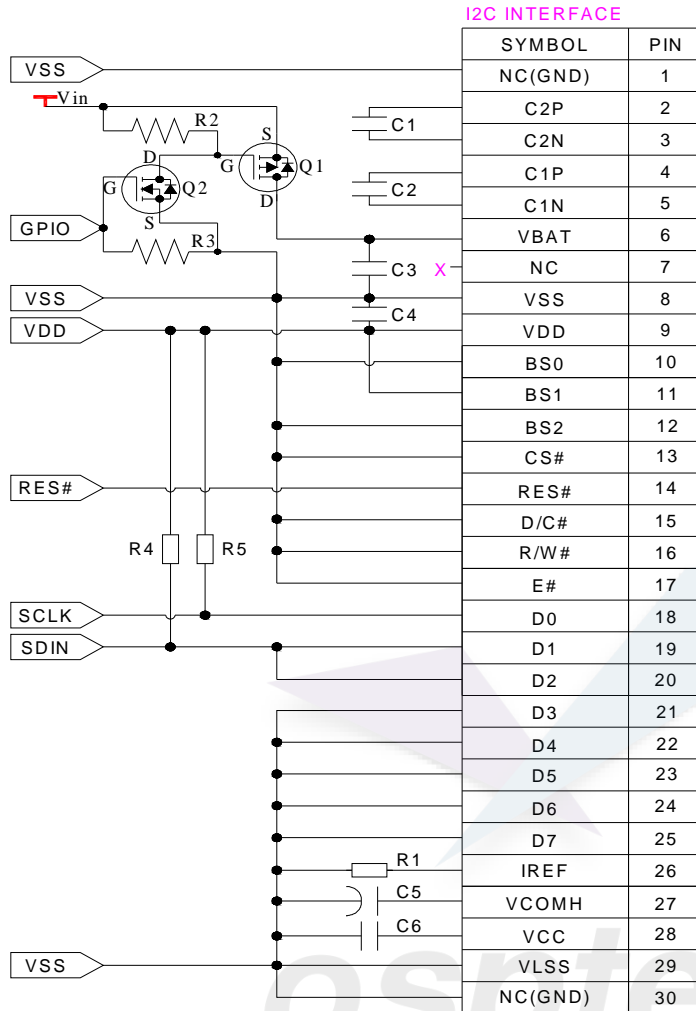 I2C INTERFACE
SYMBOL PIN
VSS NC(GND) 1
Vin
R2 C1 C2P 2
S
C2N 3
D
G Q1
G Q2 C2 C1P 4
D
C1N 5
S
GPIO R3 VBAT 6
C3 X NC 7
VSS VSS 8
C4
VDD VDD 9
BS0 10
BS1 11
BS2 12
CS# 13
RES# RES# 14
D/C# 15
R4 R5 R/W# 16
E# 17
SCLK D0 18
SDIN D1 19
D2 20
D3 21
D4 22
D5 23
D6 24
D7 25
R1 IREF 26
C5 VCOMH 27
C6 VCC 28
VSS VLSS 29
NC(GND) 30